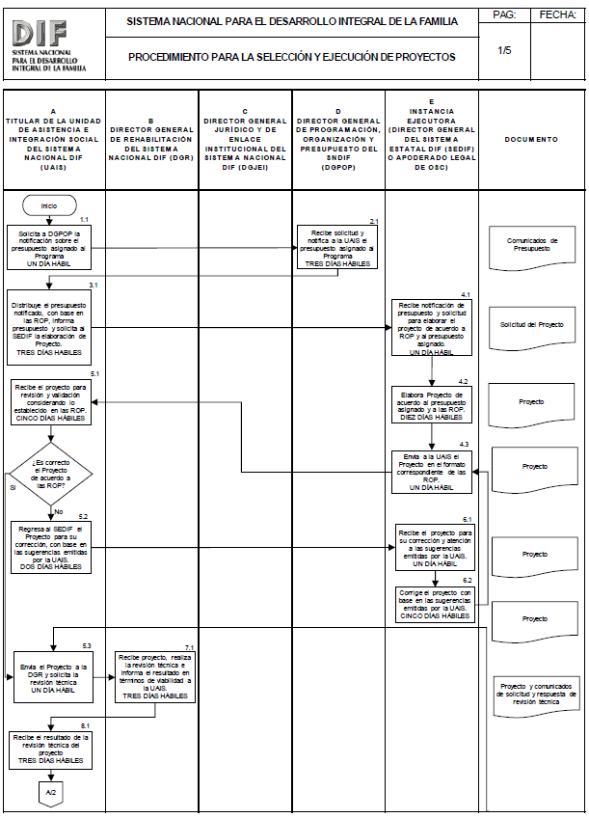 DIF
SISTEMA NACIONAL
PARA EL DESARROLLO
INTEGRAL DE LA FAMILIA
SISTEMA NACIONAL PARA EL DESARROLLO INTEGRAL DE LA FAMILIA
PROCEDIMIENTO PARA LA SELECCIÓN Y EJECUCIÓN DE PROYECTOS
PAG:
FECHA:
1/5
A
TITULAR DE LA UNIDAD
DE ASISTENCIA E
INTEGRACIÓN SOCIAL
DEL SISTEMA
NACIONAL DIF
(UAIS)
B
DIRECTOR GENERAL
DE REHABILITACIÓN
DEL SISTEMA
NACIONAL DIF (DGR)
C
DIRECTOR GENERAL
JURÍDICO Y DE
ENLACE
INSTITUCIONAL DEL
SISTEMA NACIONAL
DIF (DGJEI)
D
DIRECTOR GENERAL
DE PROGRAMACIÓN,
ORGANIZACIÓN Y
PRESUPUESTO DEL
SNDIF
(DGPOP)
E
INSTANCIA
EJECUTORA
(DIRECTOR GENERAL
DEL SISTEMA
ESTATAL DIF (SEDIF)
O APODERADO LEGAL
DE OSC)
DOCUMENTO
Inicio
1.1
Solicita a DGPOP la
notificación sobre el
presupuesto asignado al
Programa
UN DÍA HÁBIL
2.1
Recibe solicitud y
notifica a la UAIS el
presupuesto asignado al
Programa
TRES DÍAS HÁBILES
Comunicados de
Presupuesto
3.1
Distribuye el presupuesto
notificado, con base en
las ROP, informa
presupuesto y solicita al
SEDIF la elaboración de
Proyecto.
TRES DÍAS HÁBILES
4.1
Recibe notificación de
presupuesto y solicitud
para elaborar el
proyecto de acuerdo a
ROP y al presupuesto
asignado.
UN DÍA HÁBIL
Solicitud del Proyecto
5.1
Recibe el proyecto para
revisión y validación
considerando lo
establecido en las ROP.
CINCO DÍAS HÁBILES
4.2
Elabora Proyecto de
acuerdo al presupuesto
asignado y a las ROP.
DIEZ DÍAS HÁBILES
Proyecto
4.3
Envía a la UAIS el
Proyecto en el formato
correspondiente de las
ROP.
UN DÍA HÁBIL
Proyecto
¿Es correcto
el Proyecto
de acuerdo a
las ROP?
Si
No
5.2
Regresa al SEDIF el
Proyecto para su
corrección, con base en
las sugerencias emitidas
por la UAIS.
DOS DÍAS HÁBILES
6.1
Recibe el proyecto para
su corrección y atención
a las sugerencias
emitidas por la UAIS.
UN DÍA HÁBIL
Proyecto
6.2
Corrige el proyecto con
base en las sugerencias
emitidas por la UAIS.
CINCO DÍAS HÁBILES
Proyecto
5.3
Envía el Proyecto a la
DGR y solicita la
revisión técnica
UN DÍA HÁBIL
7.1
Recibe proyecto, realiza
la revisión técnica e
informa el resultado en
términos de viabilidad a
la UAIS.
TRES DÍAS HÁBILES
Proyecto y comunicados
de solicitud y respuesta de
revisión técnica
8.1
Recibe el resultado de la
revisión técnica del
proyecto
TRES DÍAS HÁBILES
A/2